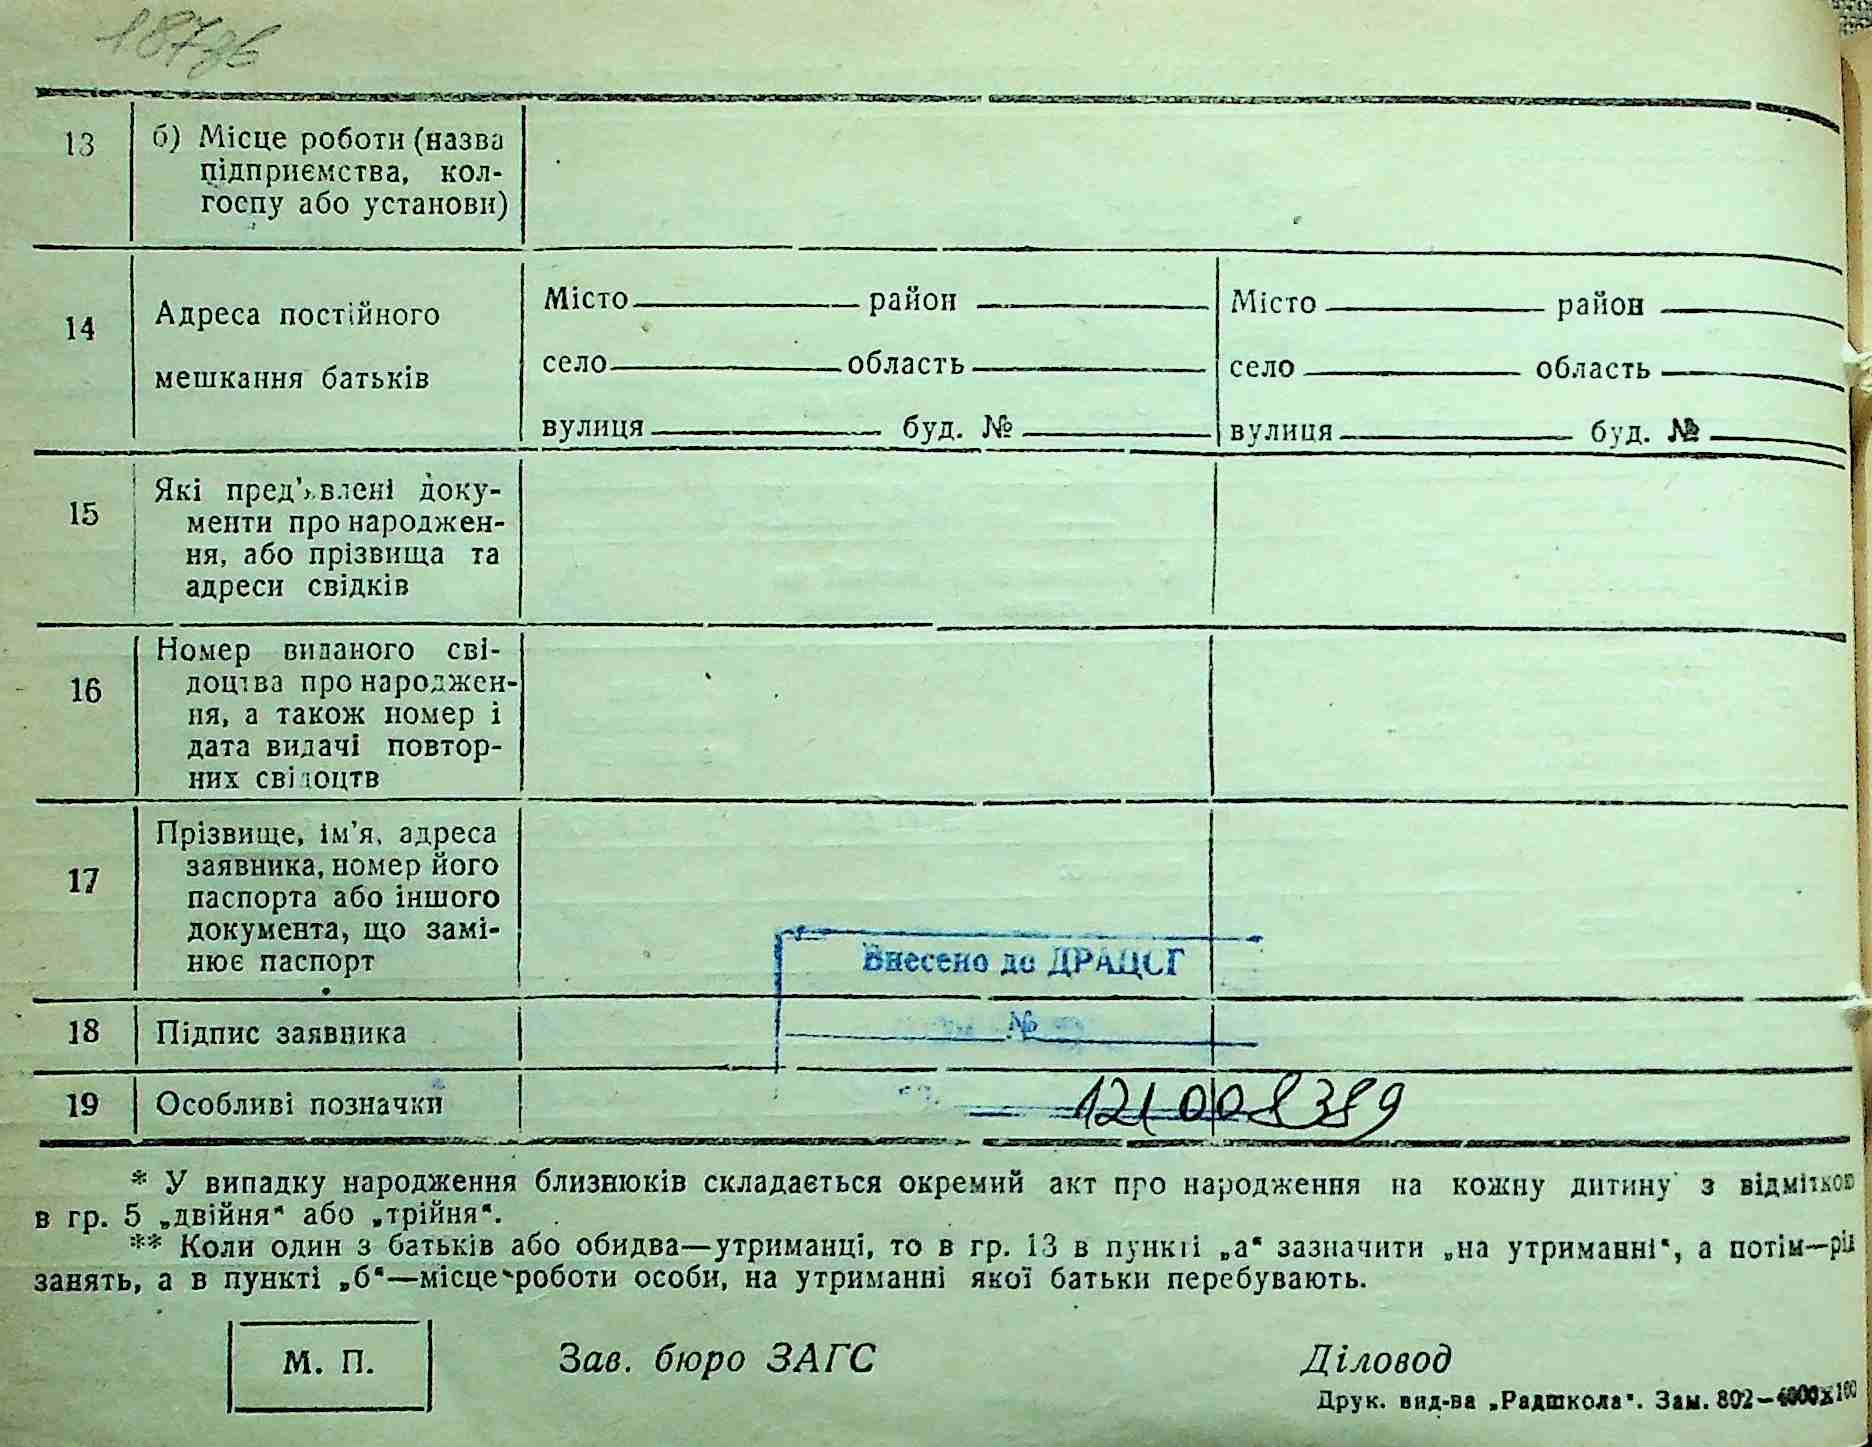 187зв
13
б) Місце роботи (назва
підприємства, кол-
госпу або установи)
14
Адреса постійного
мешкання батьків
Місто район
село область
вулиця буд. №
Місто район
село область
вулиця буд. №
15
Які пред'явлені доку-
менти про народжен-
ня, або прізвища та
адреси свідків
16
Номер виданого сві-
доцтва про народжен-
ня, а також номер і
дата видачі повтор-
них свідоцтв
17
Прізвище, ім'я, адреса
заявника, номер його
паспорта або іншого
документа, що замі-
нює паспорт
Внесено до ДРАЦСГ
18
Підпис заявника
№
19
Особливі позначки
121008389
* У випадку народження близнюків складається окремий акт про народження на кожну дитину з відміткою
в гр. 5 „двійня“ або „трійня“.
** Коли один з батьків або обидва—утриманці, то в гр. 13 в пункті „а“ зазначити „на утриманні“, а потім—рід
занять, а в пункті „б“—місце роботи особи, на утриманні якої батьки перебувають.
М. П.
Зав. бюро ЗАГС
Діловод
Друк. вид-ва „Радшкола“. Зам. 802—4000X100